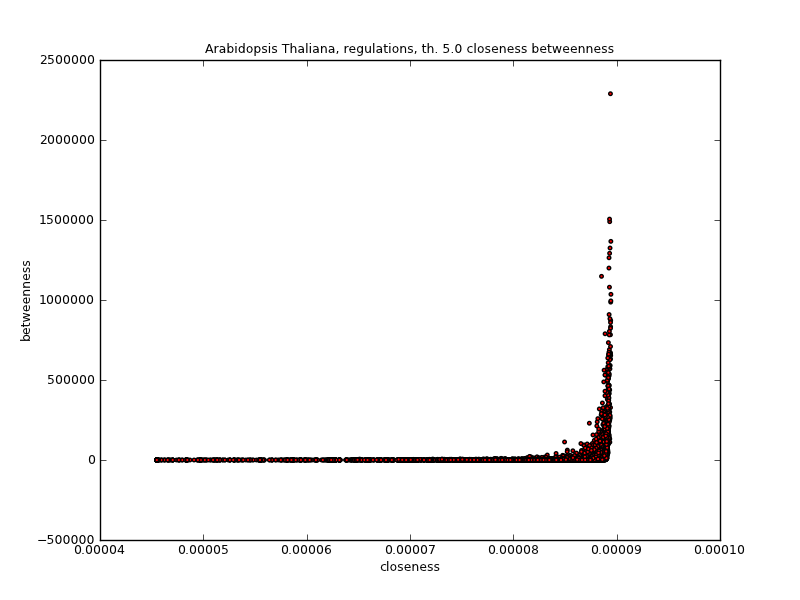 Arabidopsis Thaliana, regulations, th. 5.0 closeness betweenness
2500000
2000000
1500000
1000000
500000
0
−500000
betweenness
0.00004 0.00005 0.00006 0.00007 0.00008 0.00009 0.00010
closeness